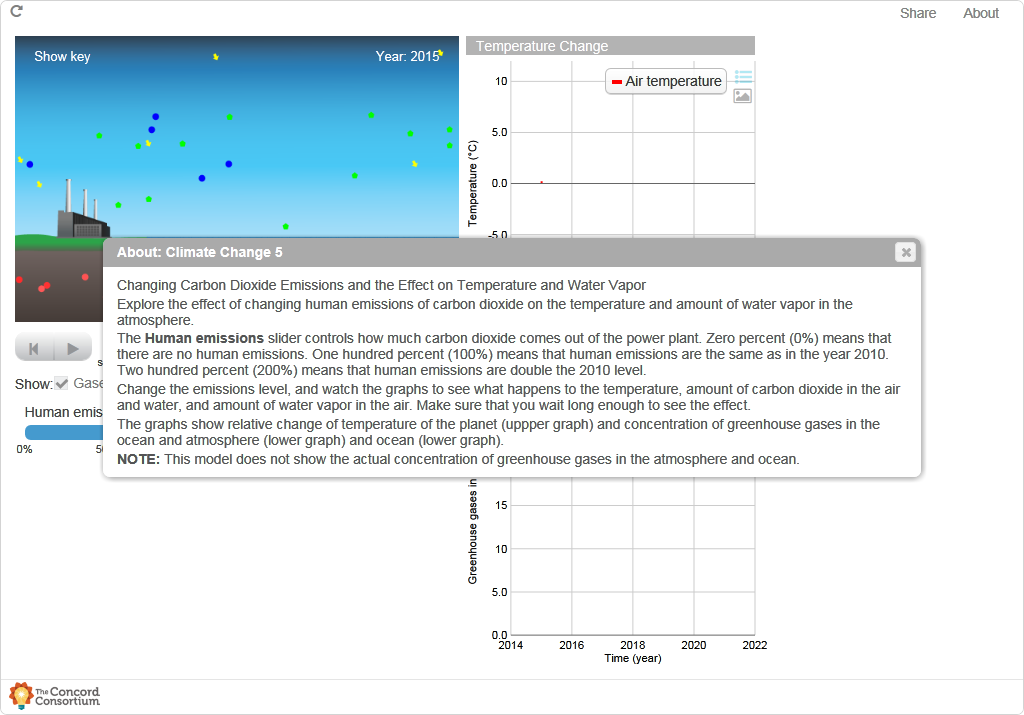 Share
About
Show key
Year: 2015
Temperature Change
Air temperature
10
5.0
0.0
-5.0
Temperature (°C)
About: Climate Change 5
Changing Carbon Dioxide Emissions and the Effect on Temperature and Water Vapor
Explore the effect of changing human emissions of carbon dioxide on the temperature and amount of water vapor in the
atmosphere.
The Human emissions slider controls how much carbon dioxide comes out of the power plant. Zero percent (0%) means that
there are no human emissions. One hundred percent (100%) means that human emissions are the same as in the year 2010.
Two hundred percent (200%) means that human emissions are double the 2010 level.
Change the emissions level, and watch the graphs to see what happens to the temperature, amount of carbon dioxide in the air
and water, and amount of water vapor in the air. Make sure that you wait long enough to see the effect.
The graphs show relative change of temperature of the planet (uppper graph) and concentration of greenhouse gases in the
ocean and atmosphere (lower graph) and ocean (lower graph).
NOTE: This model does not show the actual concentration of greenhouse gases in the atmosphere and ocean.
s
Show:
Gase
Human emis
0%
5
Greenhouse gases in
15
10
5.0
0.0
2014
2016
2018
2020
2022
Time (year)
The Concord
Consortium